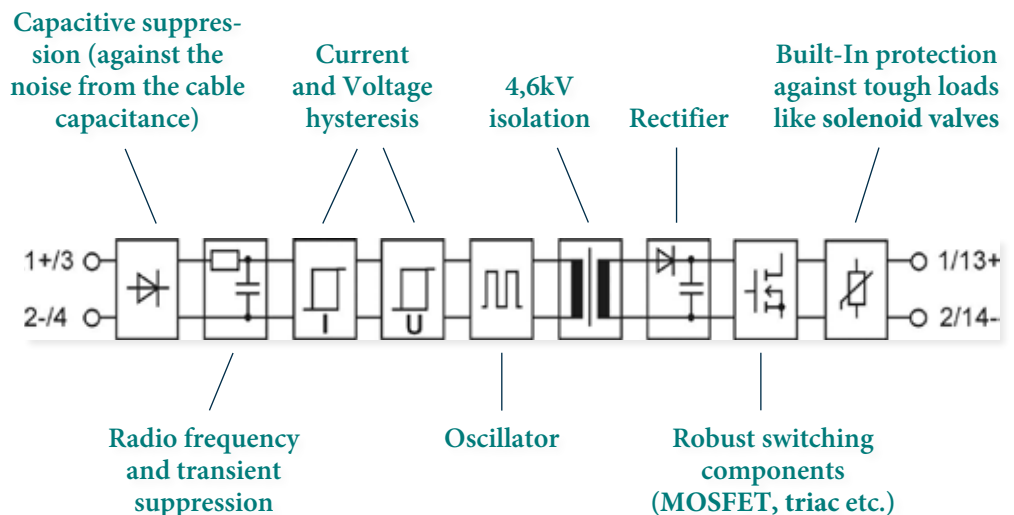 Capacitive suppres-
sion (against the
noise from the cable
capacitance)
Current
and Voltage
hysteresis
4,6kV
isolation
Rectifier
Built-In protection
against tough loads
like solenoid valves
1+/3
2-/4
I
U
1/13+
2/14-
Radio frequency
and transient
suppression
Oscillator
Robust switching
components
(MOSFET, triac etc.)